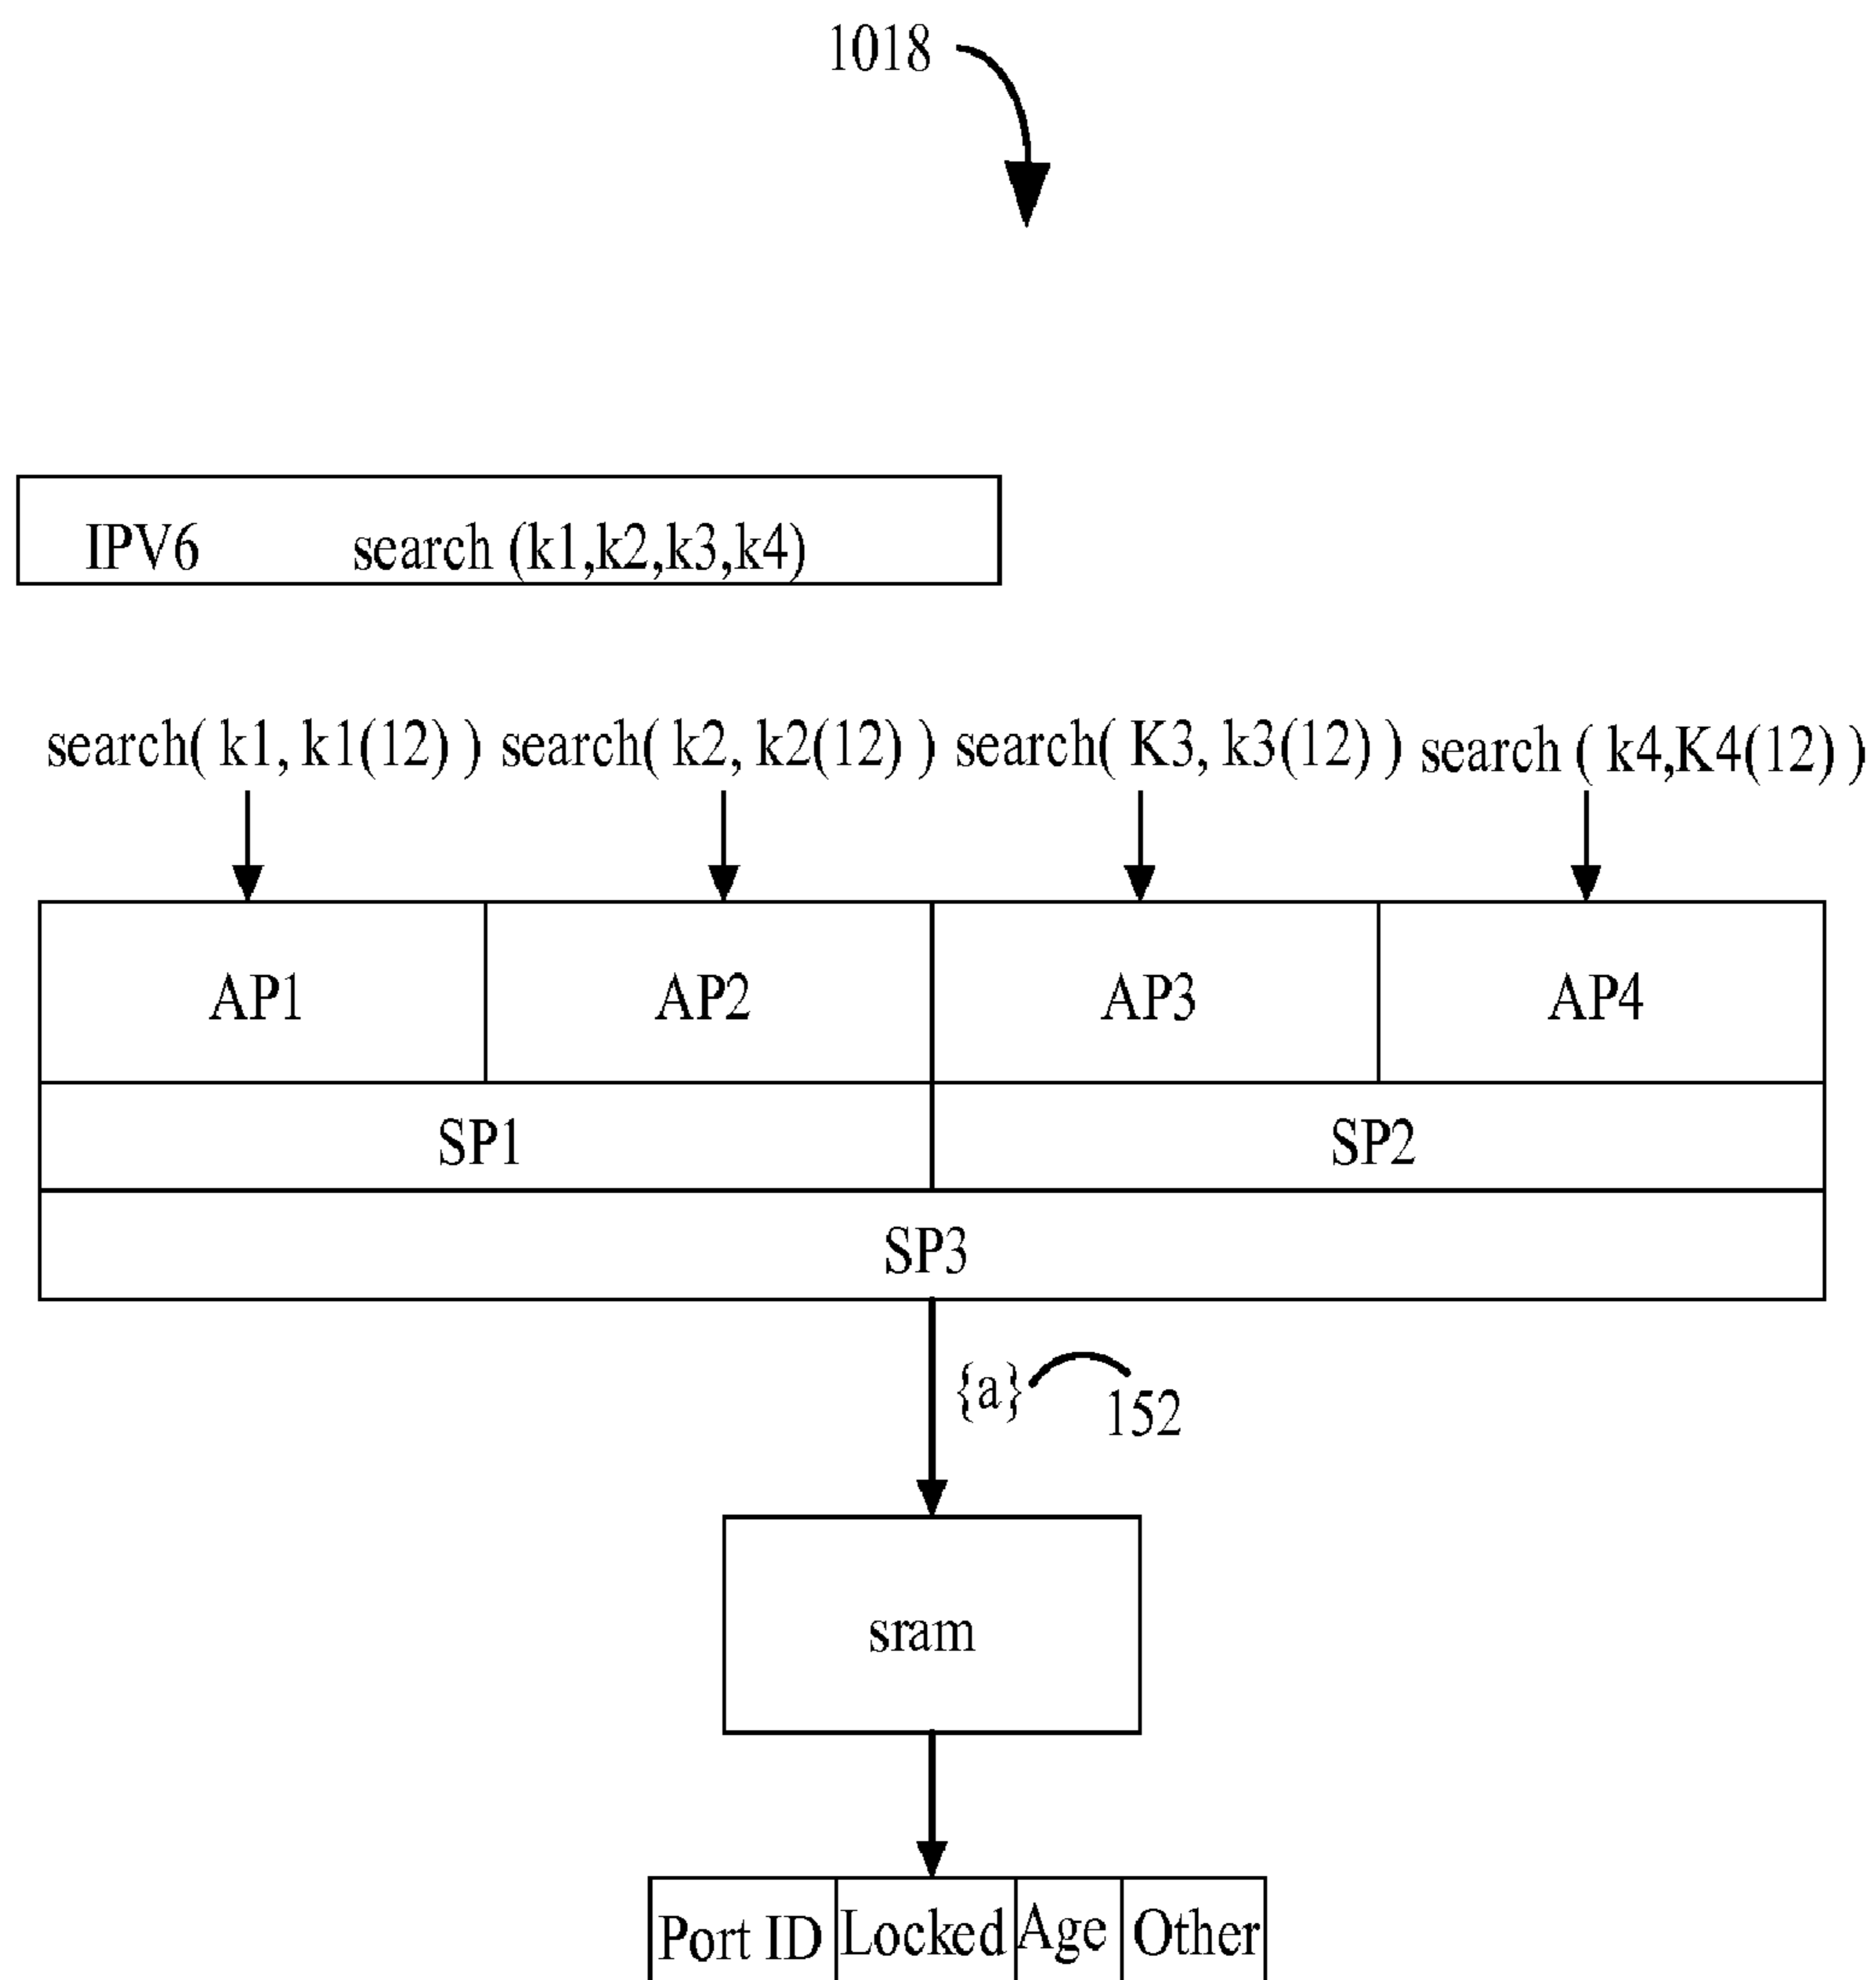 1018
IPV6 search (k1,k2,k3,k4)
search( k1, k1(12) ) search( k2, k2(12) ) search( K3, k3(12) ) search ( k4,K4(12) )
AP1 AP2 AP3 AP4
SP1 SP2
SP3
{a}
152
sram
Port ID Locked Age Other